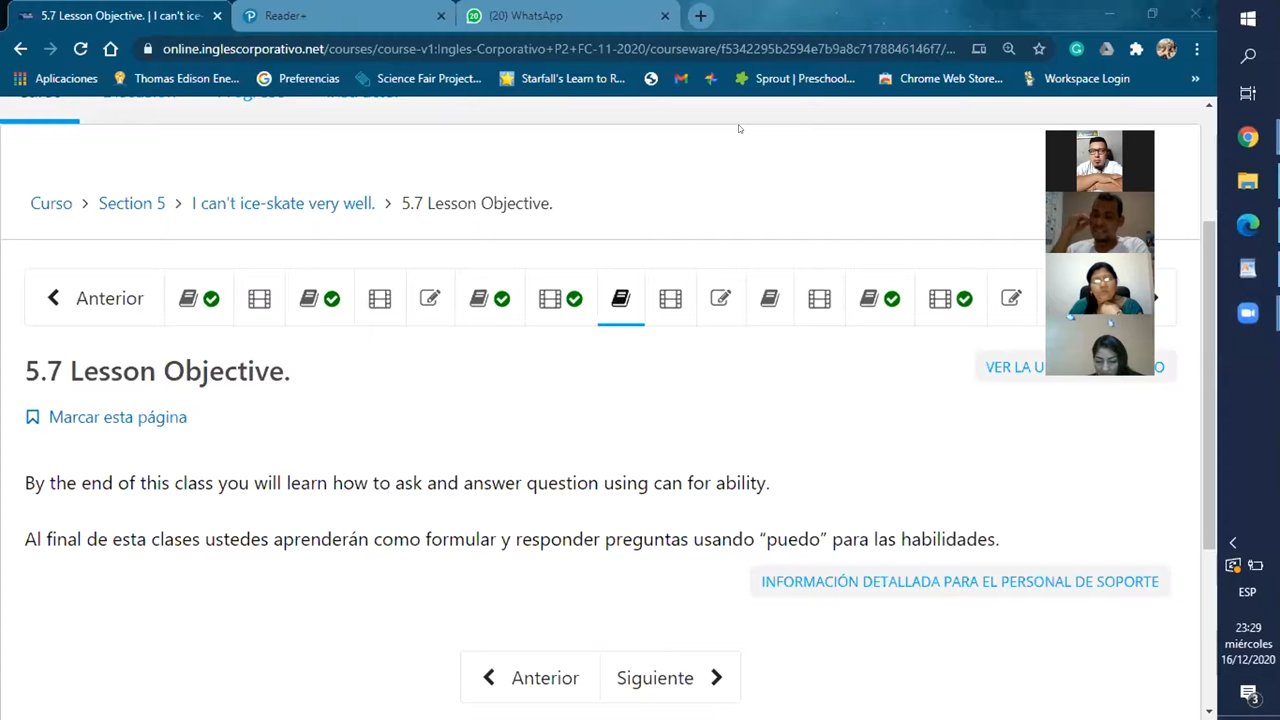 5.7 Lesson Objective. | I can't ice-
Reader+
(20) WhatsApp
online.inglescorporativo.net/courses/course-v1:Ingles-Corporativo+P2+FC-11-2020/courseware/f5342295b2594e7b9a8c7178846146f7/...
Aplicaciones
Thomas Edison Ene...
Preferencias
Science Fair Project...
Starfall's Learn to R...
Sprout | Preschool...
Chrome Web Store...
Workspace Login
»
Curso > Section 5 > I can't ice-skate very well. > 5.7 Lesson Objective.
Anterior
5.7 Lesson Objective.
VER LA U
O
Marcar esta página
By the end of this class you will learn how to ask and answer question using can for ability.
Al final de esta clases ustedes aprenderán como formular y responder preguntas usando “puedo” para las habilidades.
INFORMACIÓN DETALLADA PARA EL PERSONAL DE SOPORTE
Anterior
Siguiente
ESP
23:29
miércoles
16/12/2020
3